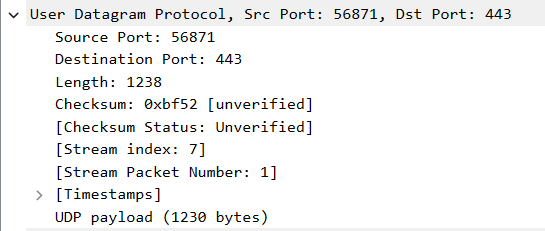 User Datagram Protocol, Src Port: 56871, Dst Port: 443
Source Port: 56871
Destination Port: 443
Length: 1238
Checksum: 0xbf52 [unverified]
[Checksum Status: Unverified]
[Stream index: 7]
[Stream Packet Number: 1]
[Timestamps]
UDP payload (1230 bytes)